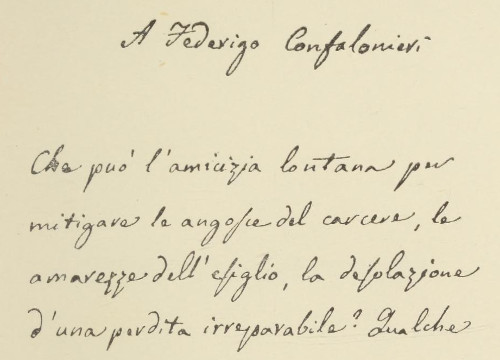 A Federigo Confalonieri
Che può l'amicizia lontana per
mitigare le angosce del carcere, le
amarezze dell'esiglio, la desolazione
d'una perdita irreparabile? Qualche